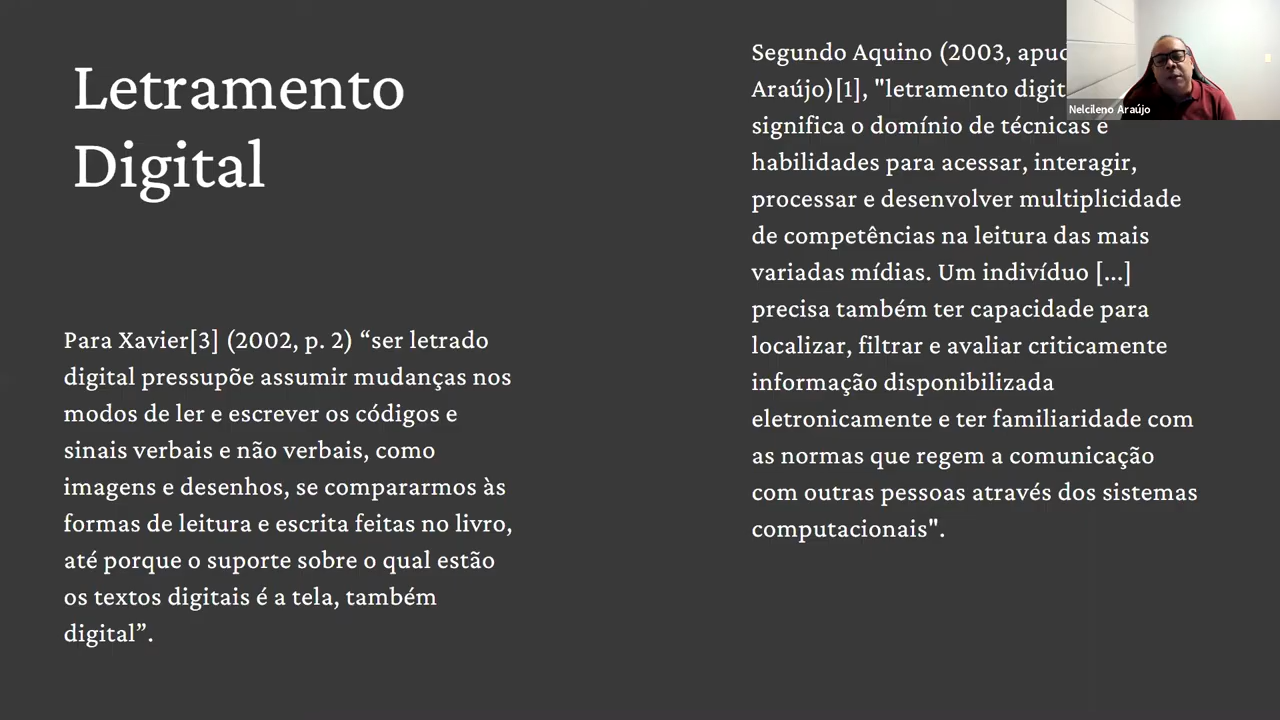 Letramento
Digital
Para Xavier[3] (2002, p. 2) “ser letrado
digital pressupõe assumir mudanças nos
modos de ler e escrever os códigos e
sinais verbais e não verbais, como
imagens e desenhos, se compararmos às
formas de leitura e escrita feitas no livro,
até porque o suporte sobre o qual estão
os textos digitais é a tela, também
digital”.
Segundo Aquino (2003,
Araújo)[1], "letramento
significa o domínio de técnicas e
habilidades para acessar, interagir,
processar e desenvolver multiplicidade
de competências na leitura das mais
variadas mídias. Um indivíduo [...]
precisa também ter capacidade para
localizar, filtrar e avaliar criticamente
informação disponibilizada
eletronicamente e ter familiaridade com
as normas que regem a comunicação
com outras pessoas através dos sistemas
computacionais".
Nelcileno Araújo